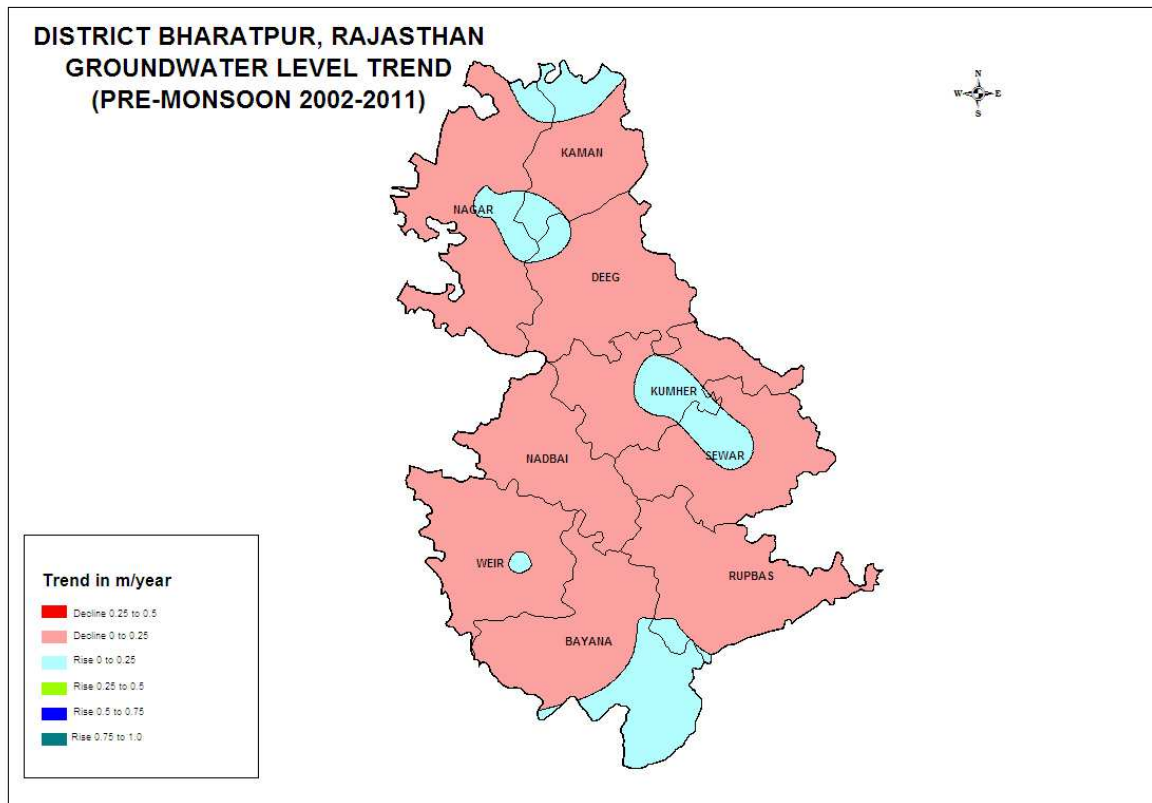 DISTRICT BHARATPUR, RAJASTHAN
GROUNDWATER LEVEL TREND
(PRE-MONSOON 2002-2011)
N
W E
S
KAMAN
NAGAR
DEEG
KUMHER
SEWAR
NADBAI
WEIR
RUPBAS
BAYANA
Trend in m/year
Decline 0.25 to 0.5
Decline 0 to 0.25
Rise 0 to 0.25
Rise 0.25 to 0.5
Rise 0.5 to 0.75
Rise 0.75 to 1.0